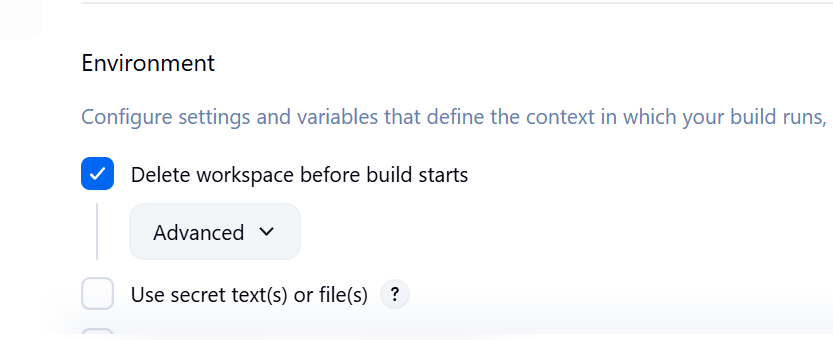 Environment
Configure settings and variables that define the context in which your build runs,
Delete workspace before build starts
Advanced
Use secret text(s) or file(s) ?